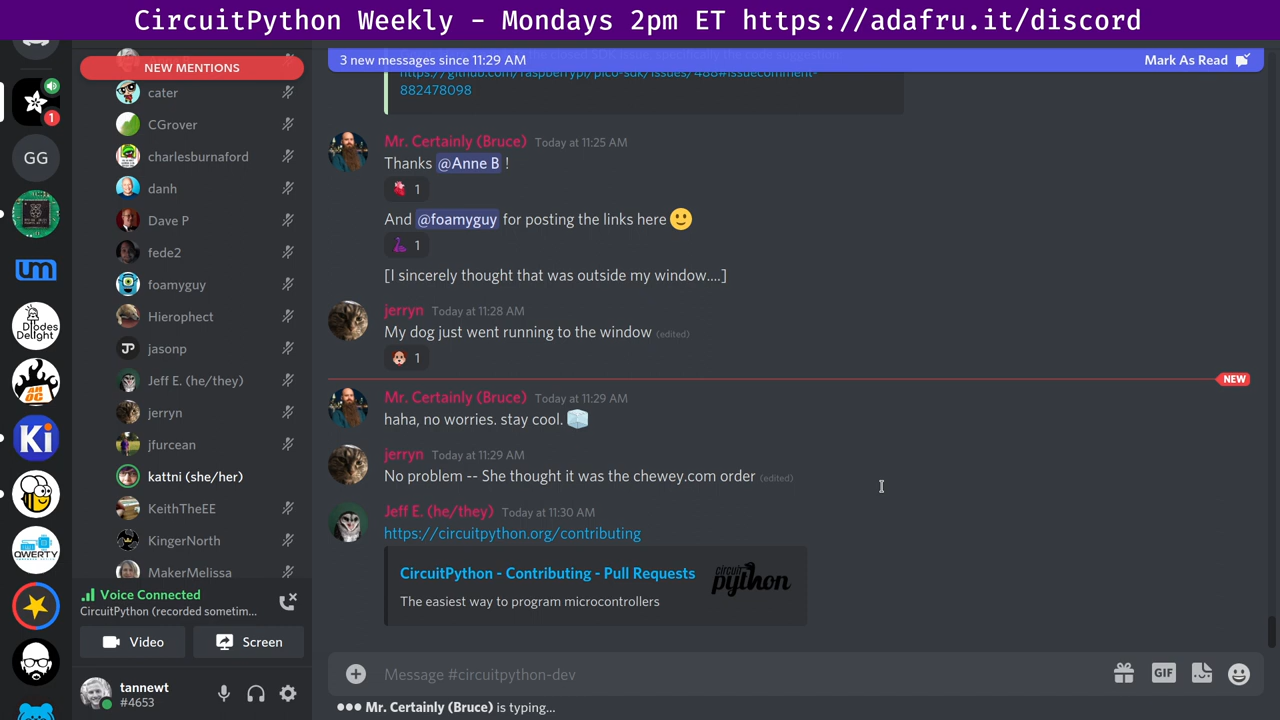 CircuitPython Weekly - Mondays 2pm ET https://adafru.it/discord
NEW MENTIONS
cater
CGrover
charlesburnaford
danh
Dave P
fede2
foamyguy
Hierophect
jasonp
Jeff E. (he/they)
jerryn
jfurcean
kattni (she/her)
KeithTheEE
KingerNorth
MakerMelissa
Voice Connected
CircuitPython (recorded sometim...
Video
Screen
tannewt
#4653
1
GG
um
Diodes
Delight
Ki
QWERTY
3 new messages since 11:29 AM
Mark As Read
https://github.com/raspberrypi/pico-sdk/issues/488#issuecomment-
882478098
Mr. Certainly (Bruce) Today at 11:25 AM
Thanks @Anne B !
1
And @foamyguy for posting the links here
1
[I sincerely thought that was outside my window....]
jerryn Today at 11:28 AM
My dog just went running to the window (edited)
1
NEW
Mr. Certainly (Bruce) Today at 11:29 AM
haha, no worries. stay cool.
jerryn Today at 11:29 AM
No problem -- She thought it was the chewey.com order (edited)
Jeff E. (he/they) Today at 11:30 AM
https://circuitpython.org/contributing
CircuitPython - Contributing - Pull Requests
The easiest way to program microcontrollers
circuit
python
Message #circuitpython-dev
GIF
Mr. Certainly (Bruce) is typing...